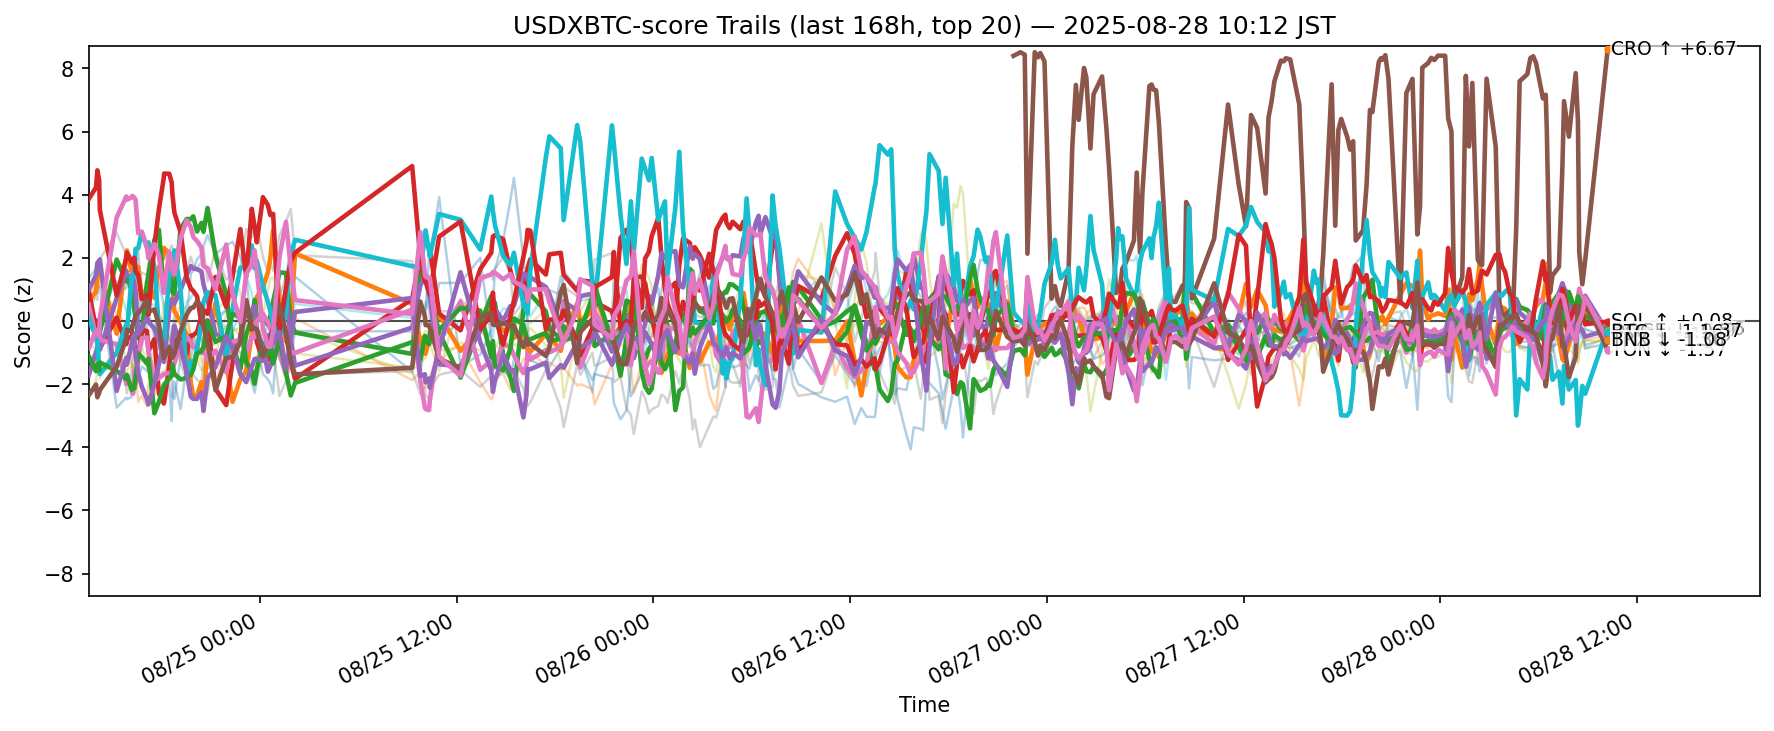 USDXBTC-score Trails (last 168h, top 20) — 2025-08-28 10:12 JST
Score (z)
8
6
4
2
0
−2
−4
−6
−8
CRO ↑ +6.67
SOL ↑ +0.08
BNB ↓ -1.08
TON ↓
08/25 00:00
08/25 12:00
08/26 00:00
08/26 12:00
08/27 00:00
08/27 12:00
08/28 00:00
08/28 12:00
Time